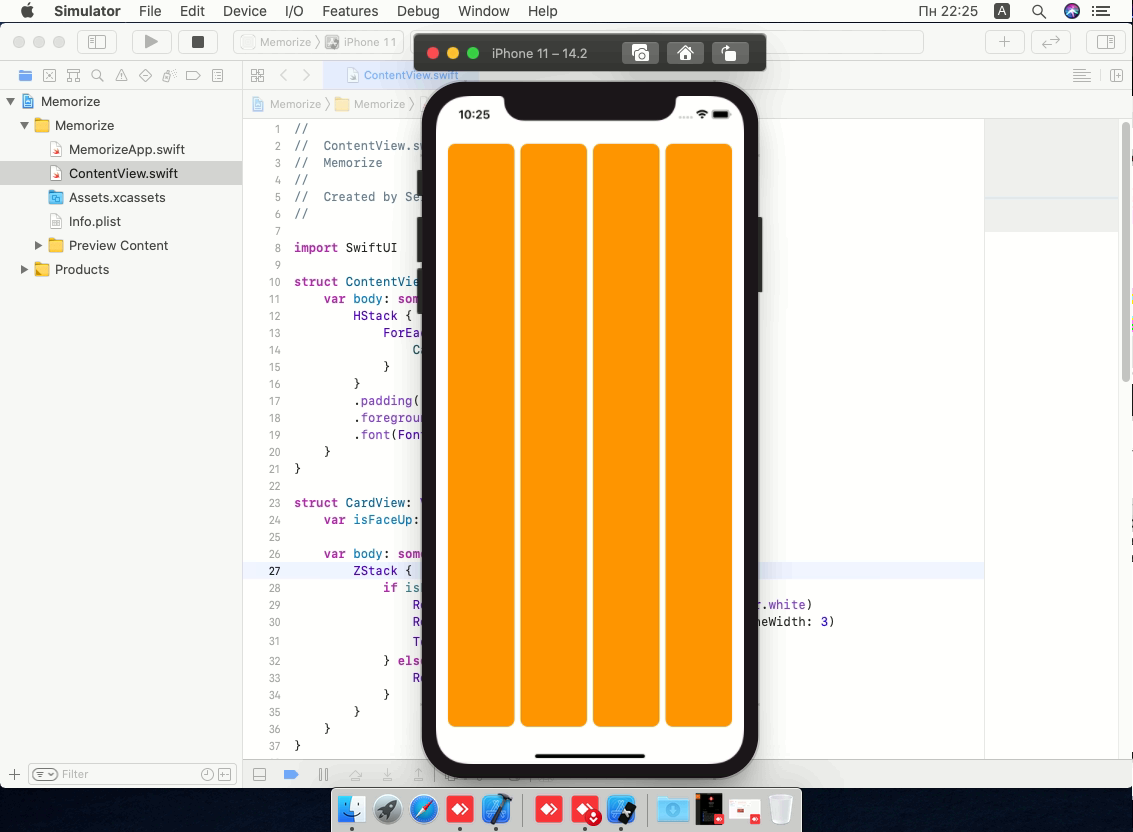 Simulator File Edit Device I/O Features Debug Window Help Пн 22:25 A
Memorize iPhone 11
iPhone 11 – 14.2
ContentView.swift
Memorize
Memorize
MemorizeApp.swift
ContentView.swift
Assets.xcassets
Info.plist
Preview Content
Products
Filter
Memorize Memorize
10:25
1 //
2 // ContentView.sw
3 // Memorize
4 //
5 // Created by Se
6 //
7
8 import SwiftUI
9
10 struct ContentVie
11 var body: som
12 HStack {
13 ForEa
14 Ca
15 }
16 }
17 .padding(
18 .foregrou
19 .font(Fon
20 }
21 }
22
23 struct CardView:
24 var isFaceUp:
25
26 var body: som
27 ZStack {
28 if is
29 .white)
30 eWidth: 3)
31
32 } els
33
34 }
35 }
36 }
37 }